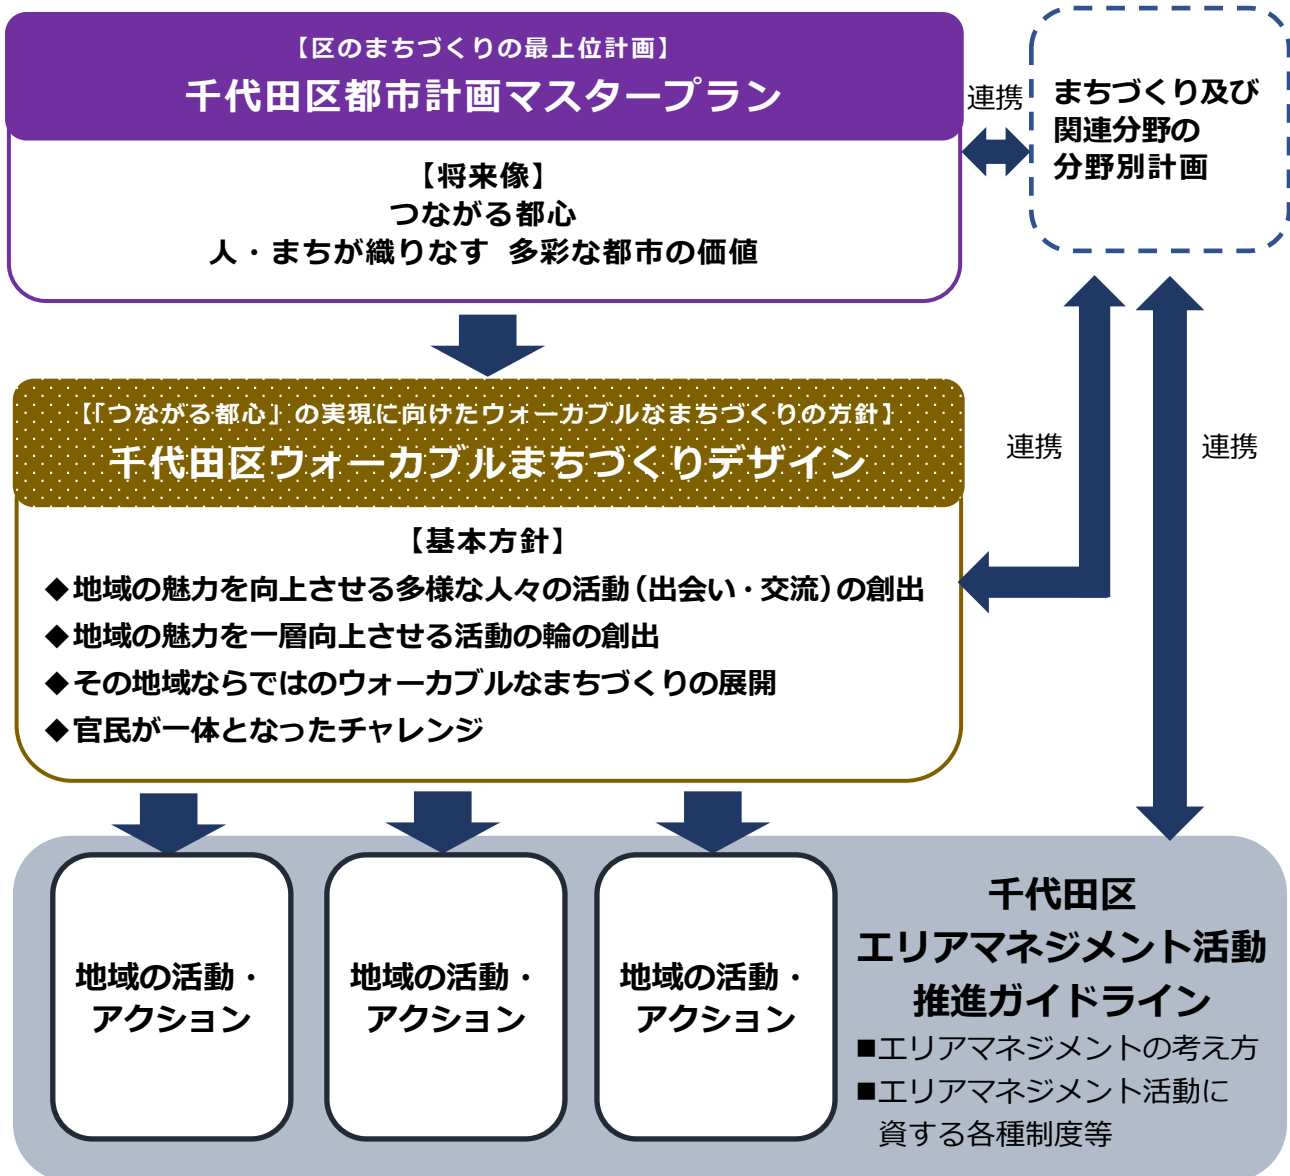 【区のまちづくりの最上位計画】
千代田区都市計画マスタープラン
【将来像】
つながる都心
人・まちが織りなす 多彩な都市の価値
連携
まちづくり及び
関連分野の
分野別計画
【「つながる都心」の実現に向けたウォーカブルなまちづくりの方針】
千代田区ウォーカブルまちづくりデザイン
【基本方針】
◆地域の魅力を向上させる多様な人々の活動（出会い・交流）の創出
◆地域の魅力を一層向上させる活動の輪の創出
◆その地域ならではのウォーカブルなまちづくりの展開
◆官民が一体となったチャレンジ
連携
連携
地域の活動・
アクション
地域の活動・
アクション
地域の活動・
アクション
千代田区
エリアマネジメント活動
推進ガイドライン
■エリアマネジメントの考え方
■エリアマネジメント活動に
資する各種制度等